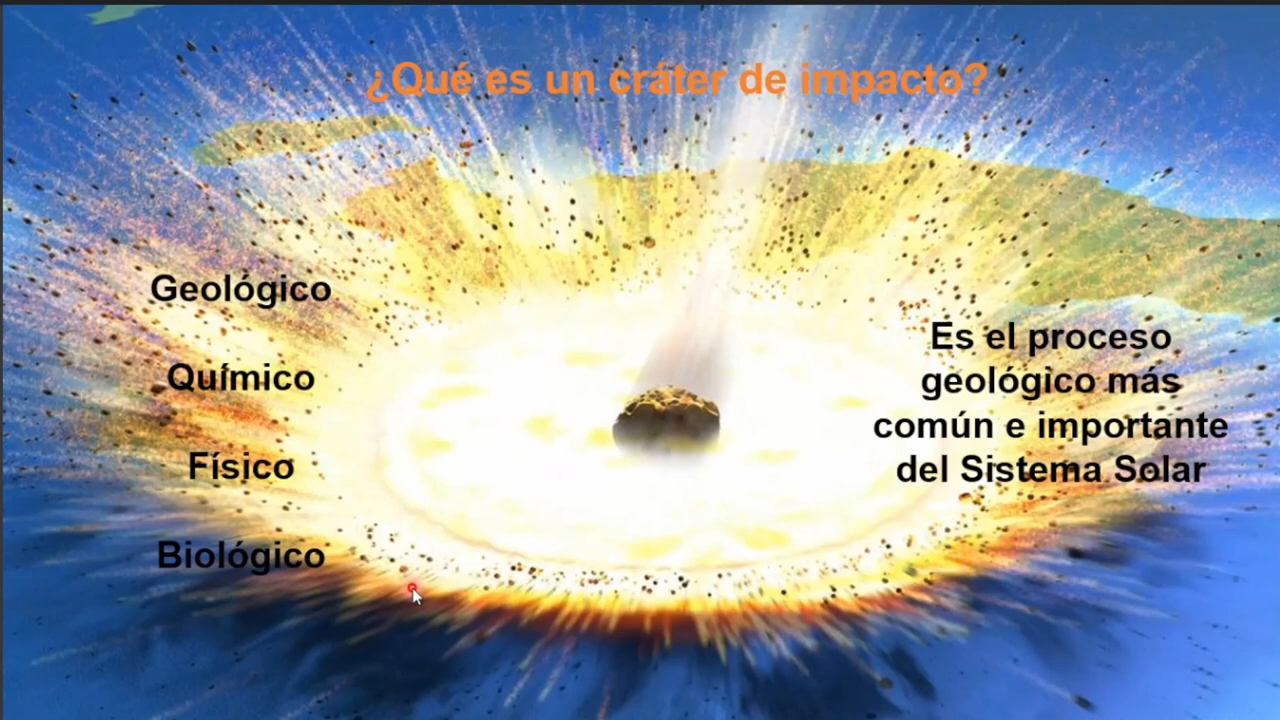 ¿Qué es un cráter de impacto?
Geológico
Químico
Físico
Biológico
Es el proceso
geológico más
común e importante
del Sistema Solar